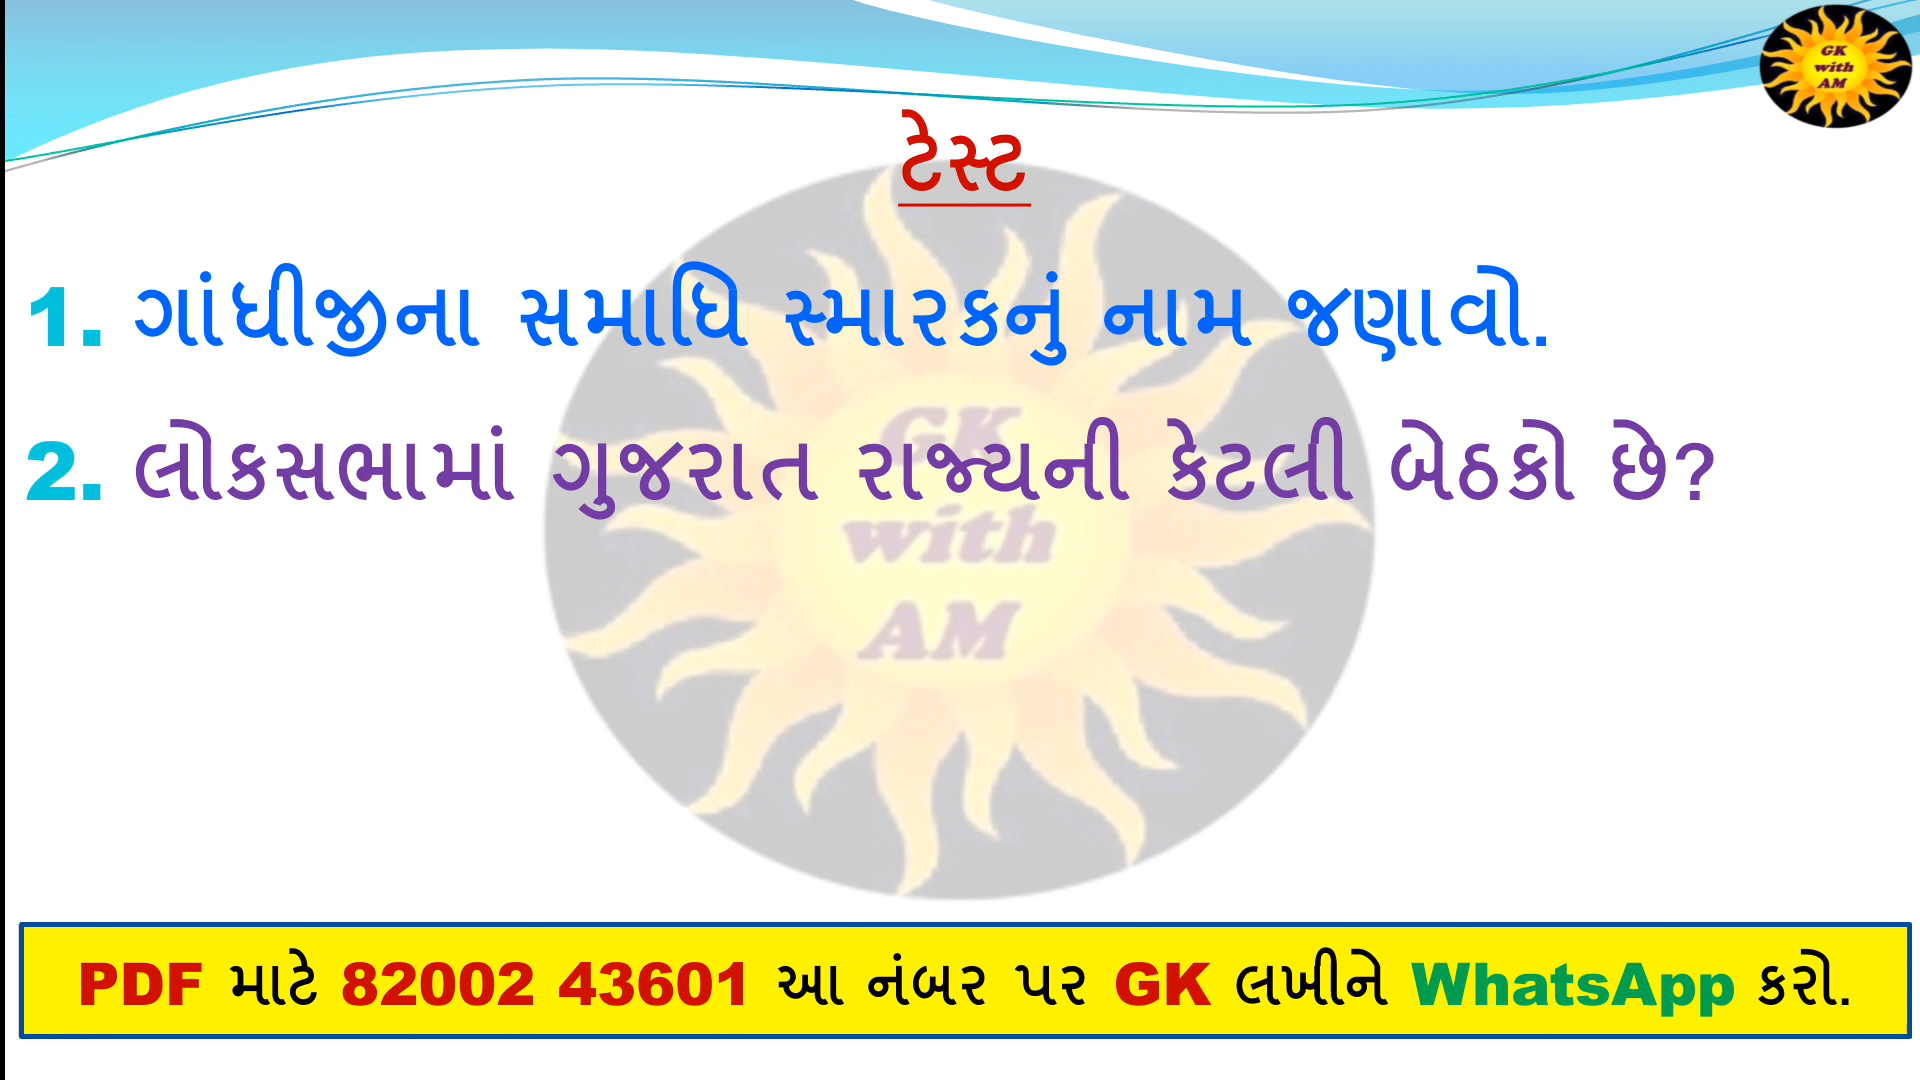 GK
with
AM
ટેસ્ટ
1. ગાંધીજીના સમાધિ સ્મારકનું નામ જણાવો.
2. લોકસભામાં ગુજરાત રાજ્યની કેટલી બેઠકો છે?
GK
with
AM
PDF માટે 82002 43601 આ નંબર પર GK લખીને WhatsApp કરો.